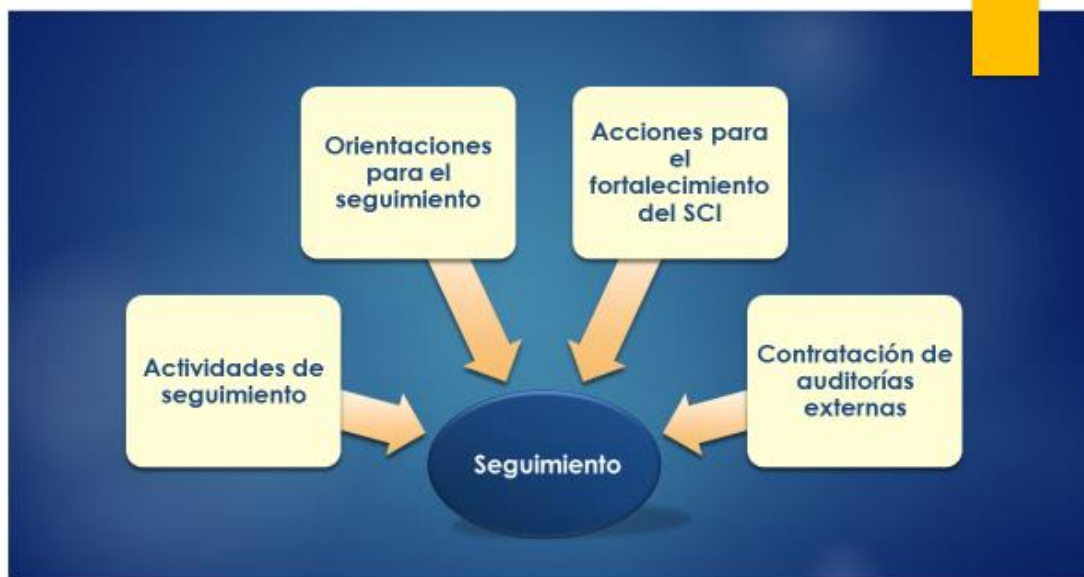 Orientaciones
para el
seguimiento
Acciones para
el
fortalecimiento
del SCI
Actividades de
seguimiento
Contratación de
auditorías
externas
Seguimiento